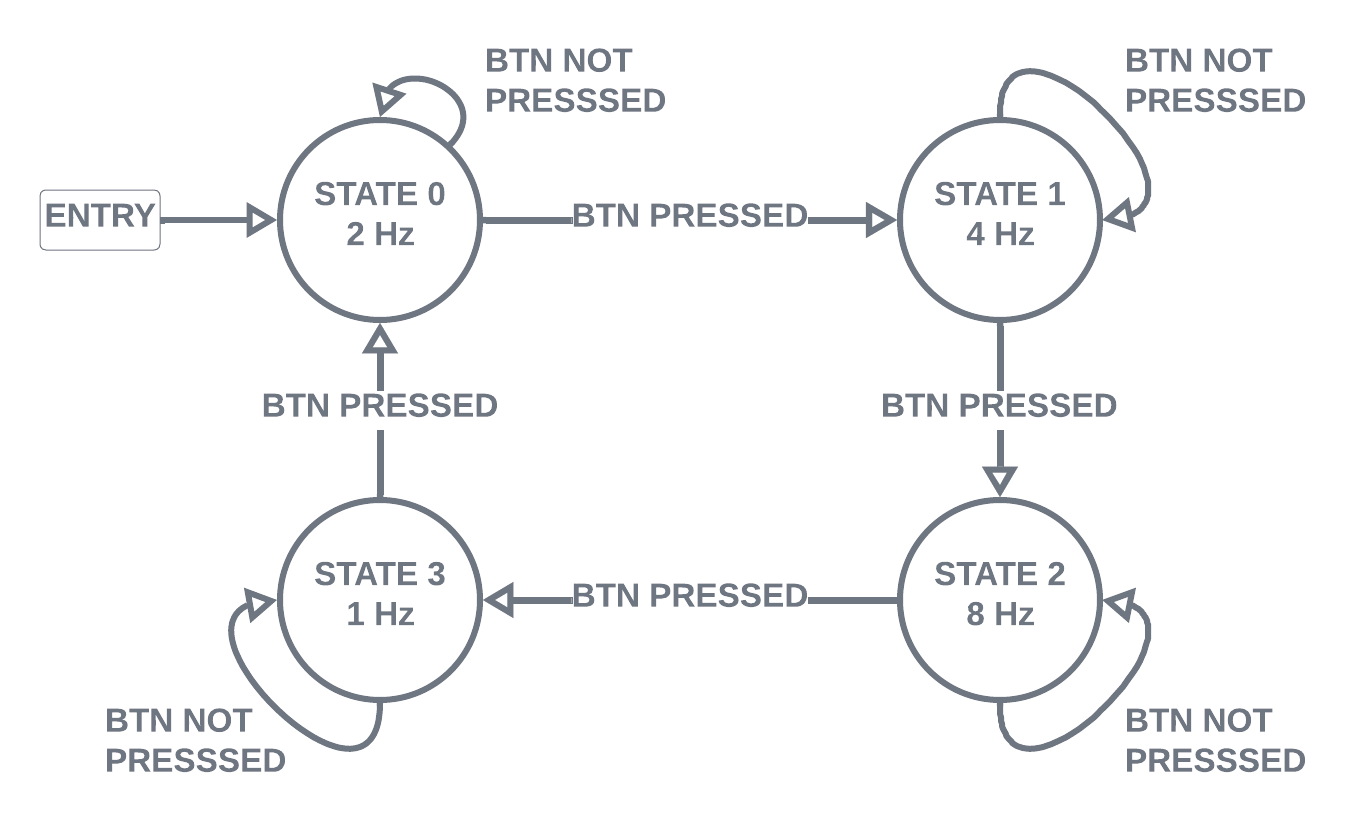 BTN NOT
PRESSSED
BTN NOT
PRESSSED
ENTRY
STATE 0
2 Hz
BTN PRESSED
STATE 1
4 Hz
BTN PRESSED
BTN PRESSED
STATE 3
1 Hz
BTN PRESSED
STATE 2
8 Hz
BTN NOT
PRESSSED
BTN NOT
PRESSSED